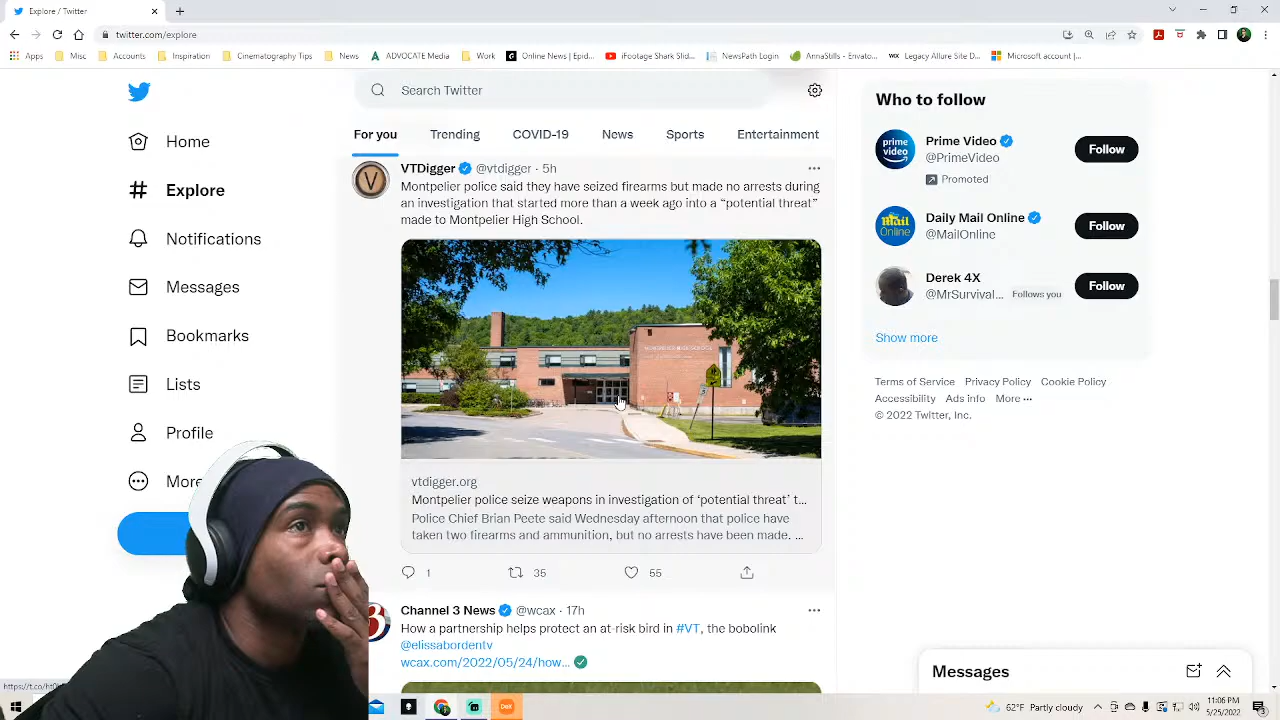 Explore / Twitter
twitter.com/explore
Apps
Misc
Accounts
Inspiration
Cinematography Tips
News
ADVOCATE Media
Work
Online News | Epid...
iFootage Shark Slid...
NewsPath Login
AnnaStills - Envato...
Legacy Allure Site D...
Microsoft account |...
Search Twitter
For you
Trending
COVID-19
News
Sports
Entertainment
Home
Explore
Notifications
Messages
Bookmarks
Lists
Profile
More
VTDigger @vtdigger · 5h
Montpelier police said they have seized firearms but made no arrests during
an investigation that started more than a week ago into a “potential threat”
made to Montpelier High School.
vtdigger.org
Montpelier police seize weapons in investigation of ‘potential threat’ t...
Police Chief Brian Peete said Wednesday afternoon that police have
taken two firearms and ammunition, but no arrests have been made. ...
1
35
55
Channel 3 News @wcax · 17h
How a partnership helps protect an at-risk bird in #VT, the bobolink
@elissabordentv
wcax.com/2022/05/24/how...
Who to follow
Prime Video
@PrimeVideo
Promoted
Follow
Daily Mail Online
@MailOnline
Follow
Derek 4X
@MrSurvival... Follows you
Follow
Show more
Terms of Service Privacy Policy Cookie Policy
Accessibility Ads info More ···
© 2022 Twitter, Inc.
Messages
62°F Partly cloudy
11:06 PM
5/25/2022